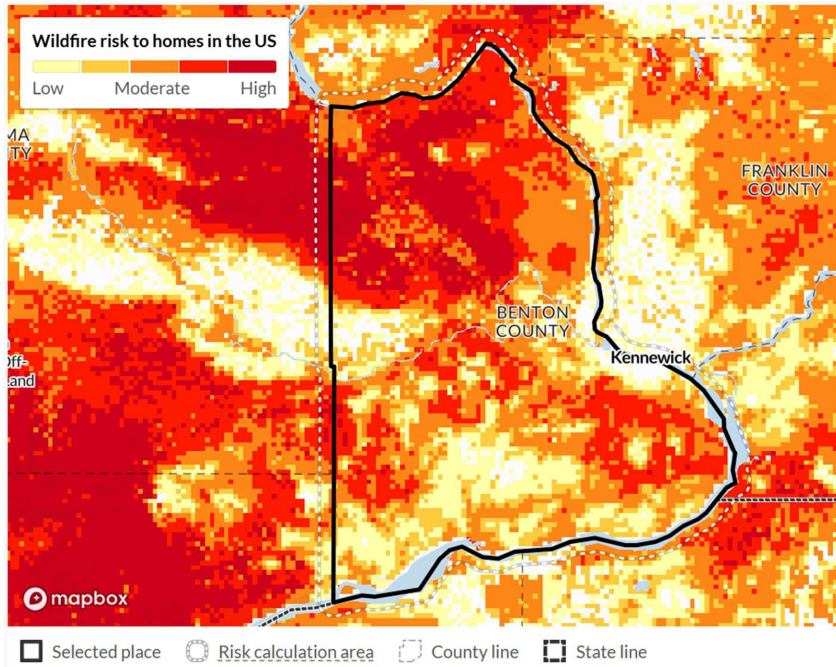 Wildfire risk to homes in the US
Low Moderate High
MA
TY
FRANKLIN
COUNTY
BENTON
COUNTY
Kennewick
Off-
Land
mapbox
Selected place Risk calculation area County line State line